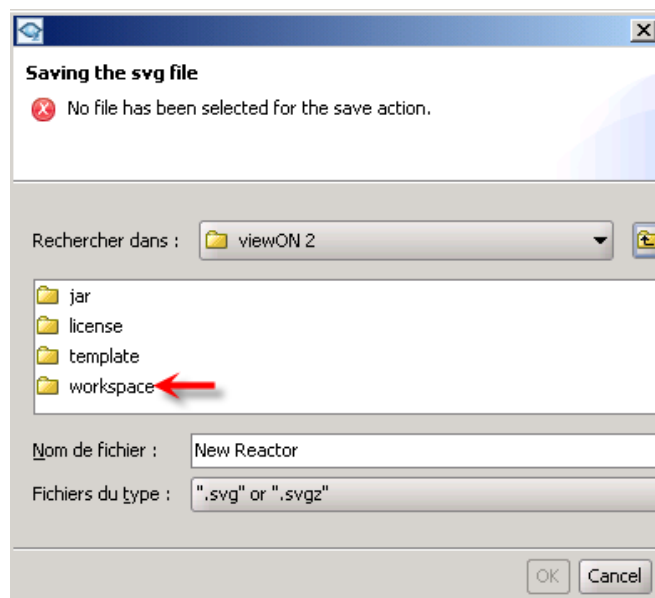 Saving the svg file
No file has been selected for the save action.
Rechercher dans :
viewON 2
jar
license
template
workspace
Nom de fichier :
New Reactor
Fichiers du type :
".svg" or ".svgz"
OK
Cancel